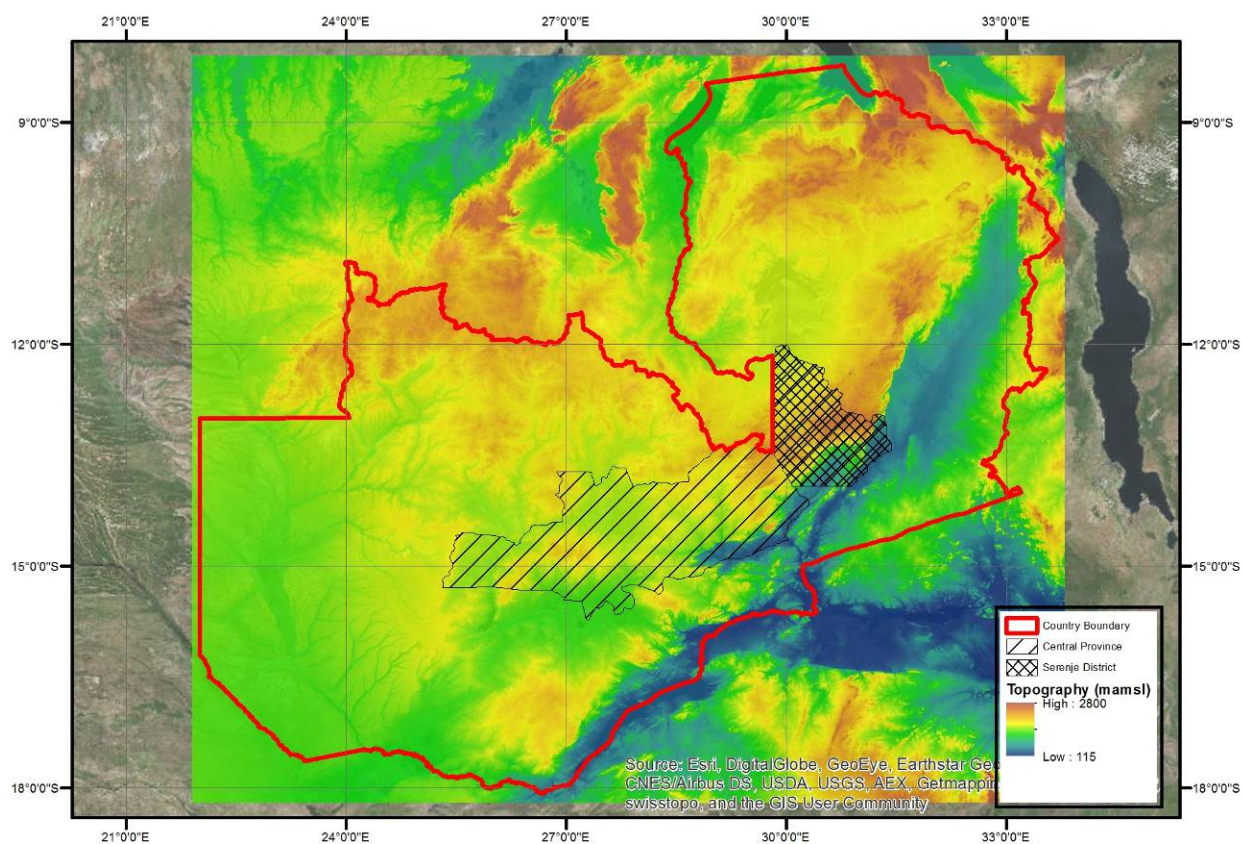 21°0'0"E 24°0'0"E 27°0'0"E 30°0'0"E 33°0'0"E
9°0'0"S 9°0'0"S
12°0'0"S 12°0'0"S
15°0'0"S 15°0'0"S
Country Boundary
Central Province
Serenje District
Topography (mamsl)
High : 2800
Low : 115
Source: Esri, DigitalGlobe, GeoEye, Earthstar Geo
CNES/Airbus DS, USDA, USGS, AEX, Getmappin
swisstopo, and the GIS User Community
18°0'0"S 18°0'0"S
21°0'0"E 24°0'0"E 27°0'0"E 30°0'0"E 33°0'0"E